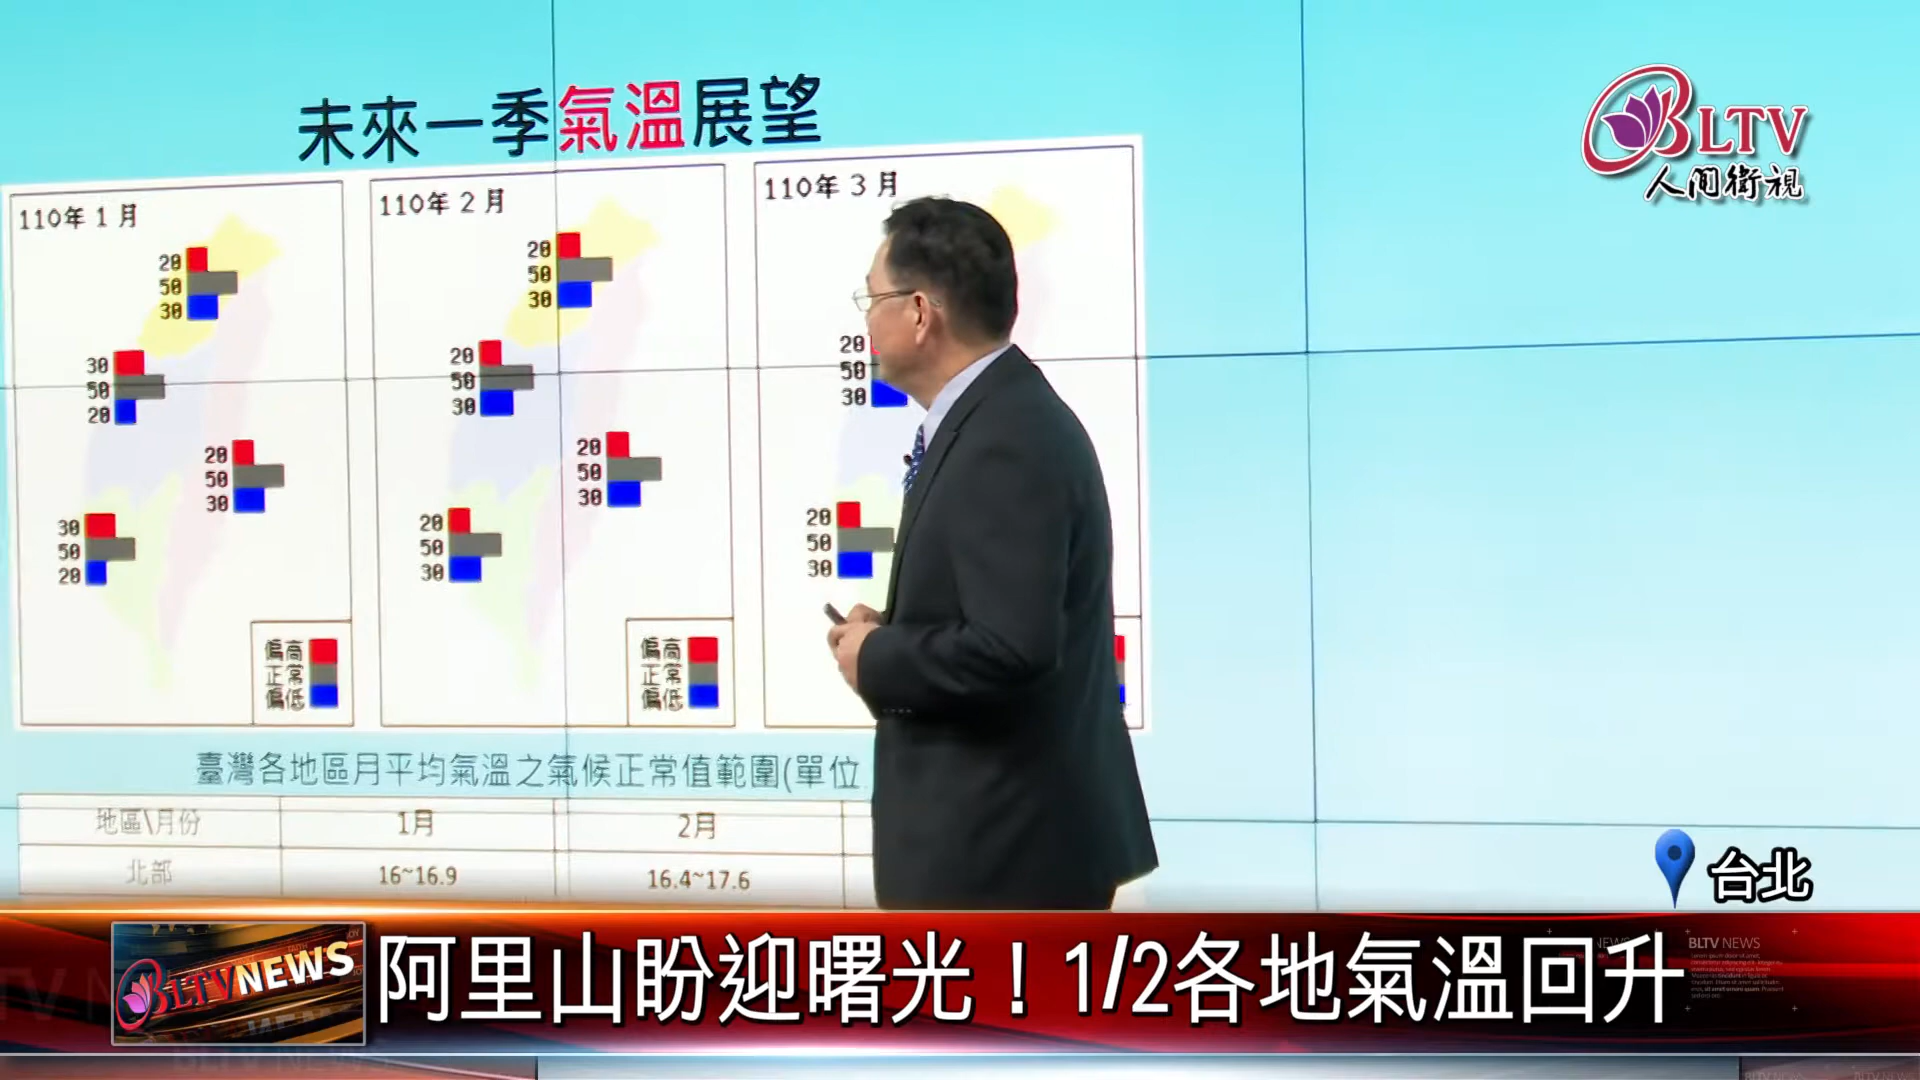 未來一季氣溫展望
BLTV
人間衛視
110年 1 月
20
50
30
30
50
20
20
50
30
30
50
20
偏高
正常
偏低
110年 2 月
20
50
30
20
50
30
20
50
30
20
50
30
偏高
正常
偏低
110年 3 月
20
50
30
20
50
30
臺灣各地區月平均氣溫之氣候正常值範圍(單位
地區\月份 1月 2月
北部 16~16.9 16.4~17.6
台北
BLTVNEWS
阿里山盼迎曙光！1/2各地氣溫回升
BLTV NEWS